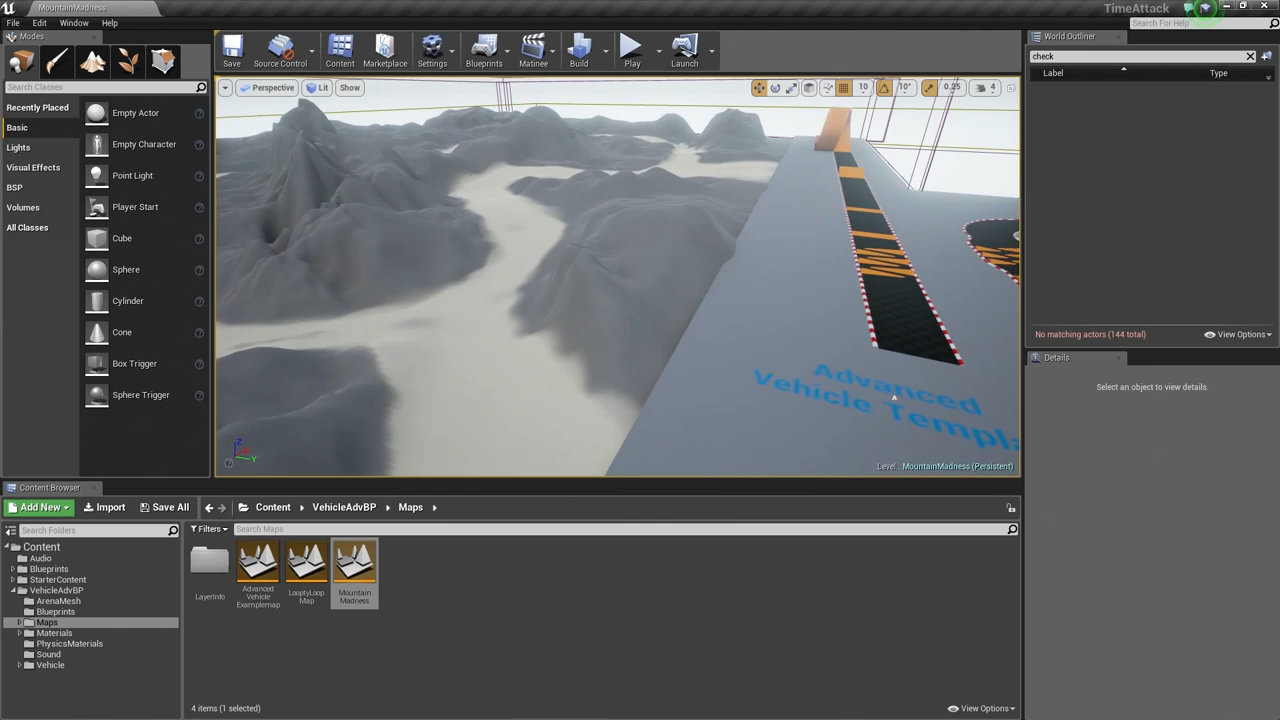 MountainMadness
TimeAttack
File Edit Window Help
Search For Help
Modes
World Outliner
Save Source Control Content Marketplace Settings Blueprints Matinee Build Play Launch
check
Label Type
Search Classes
Perspective Lit Show
10 10° 0.25 4
Recently Placed
Basic
Lights
Visual Effects
BSP
Volumes
All Classes
Empty Actor
Empty Character
Point Light
Player Start
Cube
Sphere
Cylinder
Cone
Box Trigger
Sphere Trigger
Advanced
Vehicle Templa
Z
Y
Level: MountainMadness (Persistent)
No matching actors (144 total)
View Options
Details
Select an object to view details.
Content Browser
Add New Import Save All Content VehicleAdvBP Maps
Search Folders
Filters Search Maps
Content
Audio
Blueprints
StarterContent
VehicleAdvBP
ArenaMesh
Blueprints
Maps
Materials
PhysicsMaterials
Sound
Vehicle
LayerInfo
Advanced
Vehicle
Examplemap
LooptyLoop
Map
Mountain
Madness
4 items (1 selected)
View Options